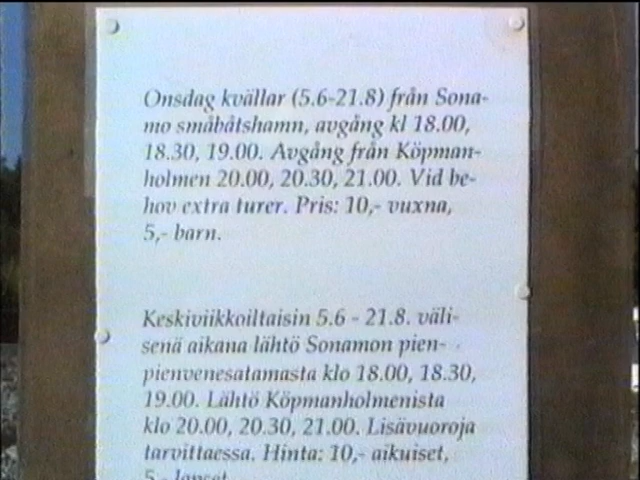 Onsdag kvällar (5.6-21.8) från Sona-
mo småbåtshamn, avgång kl 18.00,
18.30, 19.00. Avgång från Köpman-
holmen 20.00, 20.30, 21.00. Vid be-
hov extra turer. Pris: 10,- vuxna,
5,- barn.
Keskiviikkoiltaisin 5.6 - 21.8. väli-
senä aikana lähtö Sonamon pien-
pienvenesatamasta klo 18.00, 18.30,
19.00. Lähtö Köpmanholmenista
klo 20.00, 20.30, 21.00. Lisävuoroja
tarvittaessa. Hinta: 10,- aikuiset,
5,- lapset